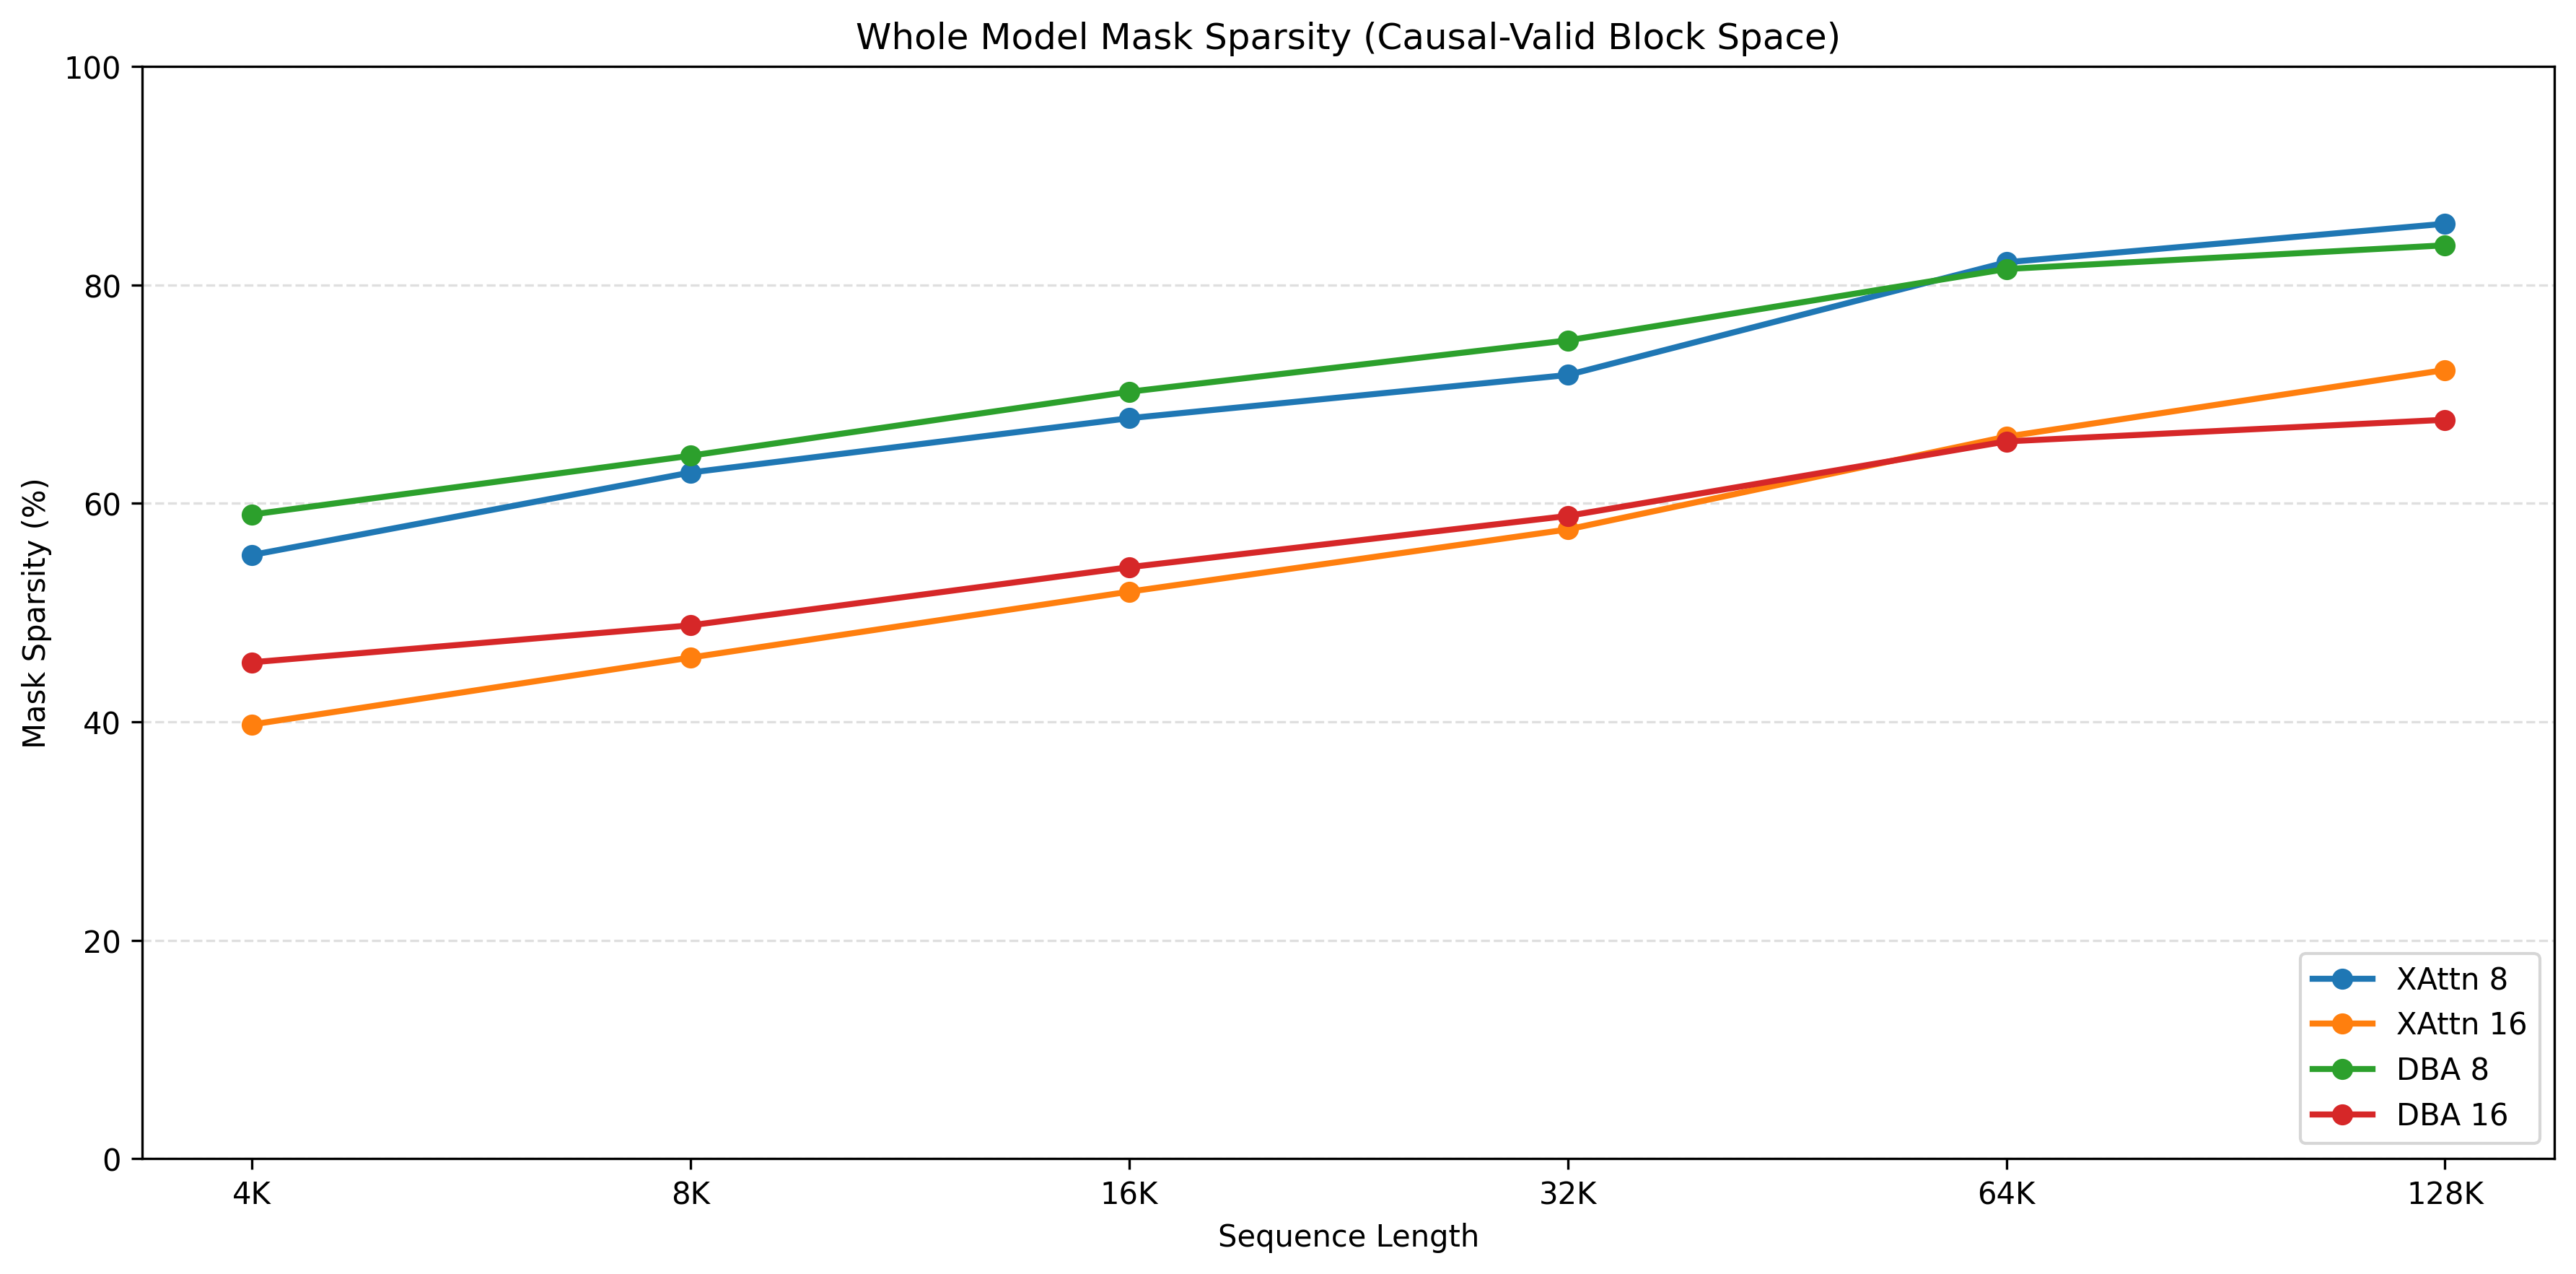 Whole Model Mask Sparsity (Causal-Valid Block Space)
Mask Sparsity (%)
100
80
60
40
20
0
4K 8K 16K 32K 64K 128K
Sequence Length
XAttn 8
XAttn 16
DBA 8
DBA 16